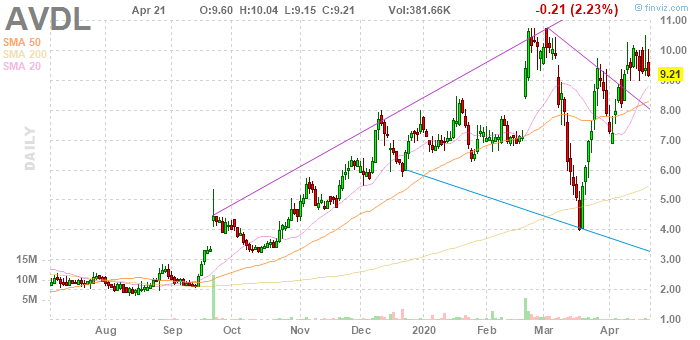 AVDL Apr 21 O:9.60 H:10.04 L:9.15 C:9.21 Vol:381.66K -0.21 (2.23%) © finviz.com
SMA 50
SMA 200
SMA 20
DAILY
11.00
10.00
9.21
8.00
7.00
6.00
5.00
4.00
3.00
2.00
1.00
15M
10M
5M
Aug Sep Oct Nov Dec 2020 Feb Mar Apr